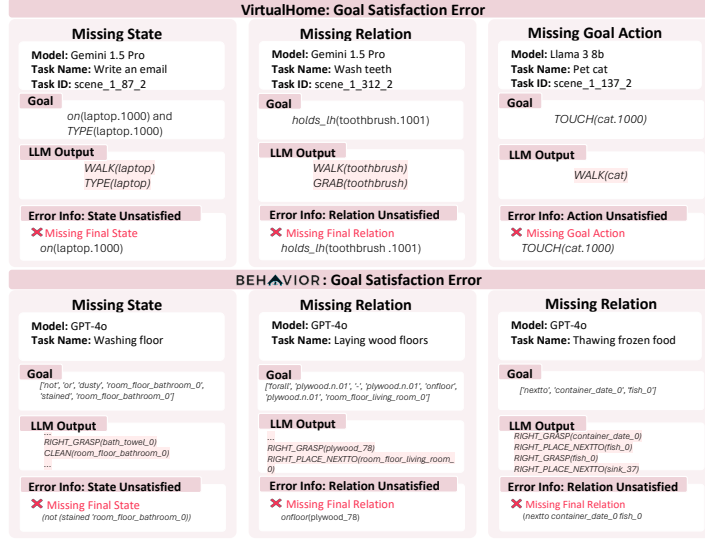 VirtualHome: Goal Satisfaction Error
Missing State
Model: Gemini 1.5 Pro
Task Name: Write an email
Task ID: scene_1_87_2
Goal
on(laptop.1000) and
TYPE(laptop.1000)
LLM Output
WALK(laptop)
TYPE(laptop)
Error Info: State Unsatisfied
❌ Missing Final State
on(laptop.1000)
Missing Relation
Model: Gemini 1.5 Pro
Task Name: Wash teeth
Task ID: scene_1_312_2
Goal
holds_lh(toothbrush.1001)
LLM Output
WALK(toothbrush)
GRAB(toothbrush)
Error Info: Relation Unsatisfied
❌ Missing Final Relation
holds_lh(toothbrush .1001)
Missing Goal Action
Model: Llama 3 8b
Task Name: Pet cat
Task ID: scene_1_137_2
Goal
TOUCH(cat.1000)
LLM Output
WALK(cat)
Error Info: Action Unsatisfied
❌ Missing Goal Action
TOUCH(cat.1000)
BEHAVIOR: Goal Satisfaction Error
Missing State
Model: GPT-4o
Task Name: Washing floor
Goal
['not', 'or', 'dusty', 'room_floor_bathroom_0',
'stained', 'room_floor_bathroom_0']
LLM Output
...
RIGHT_GRASP(bath_towel_0)
CLEAN(room_floor_bathroom_0)
...
Error Info: State Unsatisfied
❌ Missing Final State
(not (stained 'room_floor_bathroom_0))
Missing Relation
Model: GPT-4o
Task Name: Laying wood floors
Goal
['forall', 'plywood.n.01', '-', 'plywood.n.01', 'onfloor',
'plywood.n.01', 'room_floor_living_room_0']
LLM Output
...
RIGHT_GRASP(plywood_78)
RIGHT_PLACE_NEXTTO(room_floor_living_room_
0)
Error Info: Relation Unsatisfied
❌ Missing Final Relation
onfloor(plywood_78)
Missing Relation
Model: GPT-4o
Task Name: Thawing frozen food
Goal
['nextto', 'container_date_0', 'fish_0']
LLM Output
RIGHT_GRASP(container_date_0)
RIGHT_PLACE_NEXTTO(fish_0)
RIGHT_GRASP(fish_0)
RIGHT_PLACE_NEXTTO(sink_37)
Error Info: Relation Unsatisfied
❌ Missing Final Relation
(nextto container_date_0 fish_0